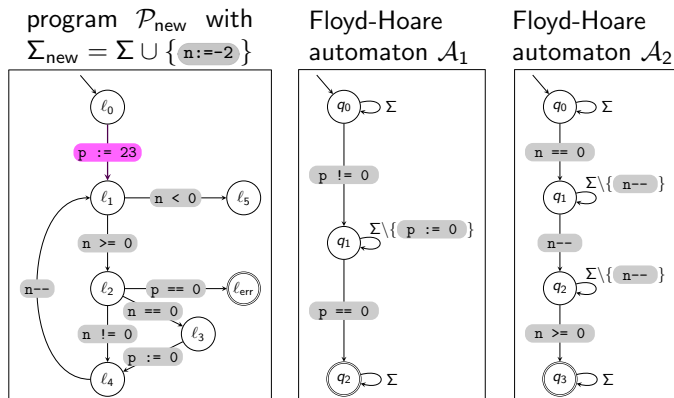 program 𝒫new with
Σnew = Σ ∪ { n:=-2 }
ℓ0
p := 23
ℓ1
n < 0
ℓ5
n >= 0
n--
ℓ2
p == 0
ℓerr
n == 0
n != 0
ℓ3
p := 0
ℓ4
Floyd-Hoare
automaton 𝒜1
q0
Σ
p != 0
q1
Σ\{ p := 0 }
p == 0
q2
Σ
Floyd-Hoare
automaton 𝒜2
q0
Σ
n == 0
q1
Σ\{ n-- }
n--
q2
Σ\{ n-- }
n >= 0
q3
Σ